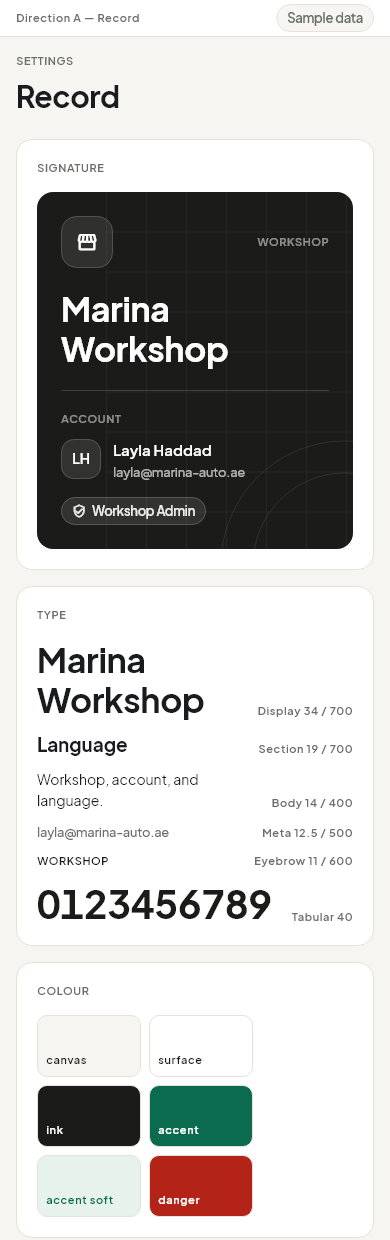 Direction A — Record
Sample data
SETTINGS
Record
SIGNATURE
WORKSHOP
Marina
Workshop
ACCOUNT
LH
Layla Haddad
layla@marina-auto.ae
Workshop Admin
TYPE
Marina
Workshop
Display 34 / 700
Language
Section 19 / 700
Workshop, account, and
language.
Body 14 / 400
layla@marina-auto.ae
Meta 12.5 / 500
WORKSHOP
Eyebrow 11 / 600
0123456789
Tabular 40
COLOUR
canvas
surface
ink
accent
accent soft
danger